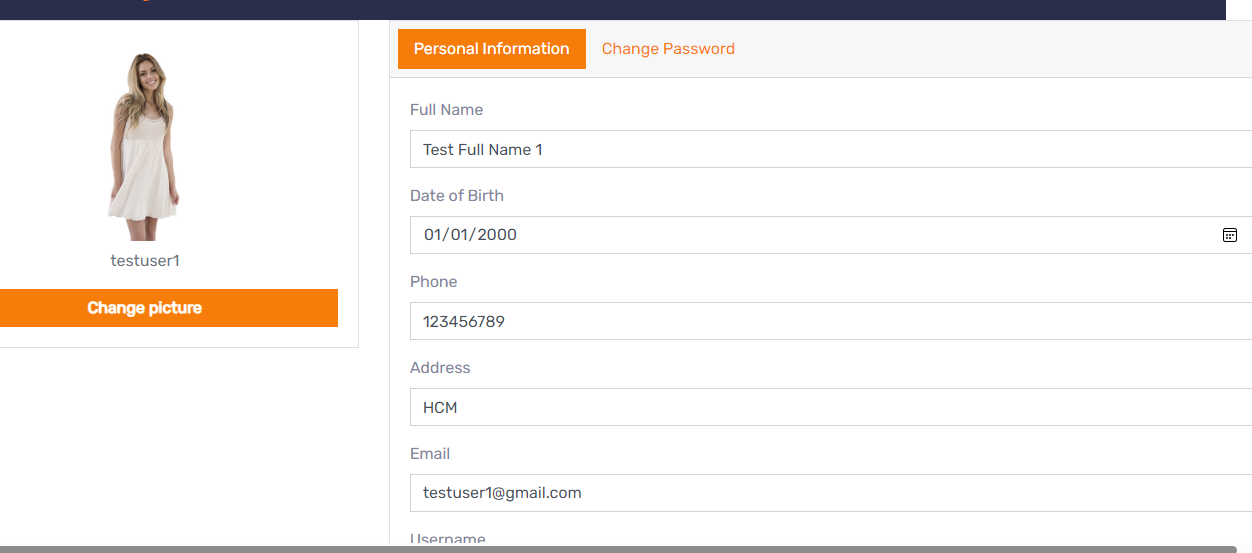 testuser1
Change picture
Personal Information
Change Password
Full Name
Test Full Name 1
Date of Birth
01/01/2000
Phone
123456789
Address
HCM
Email
testuser1@gmail.com
Username